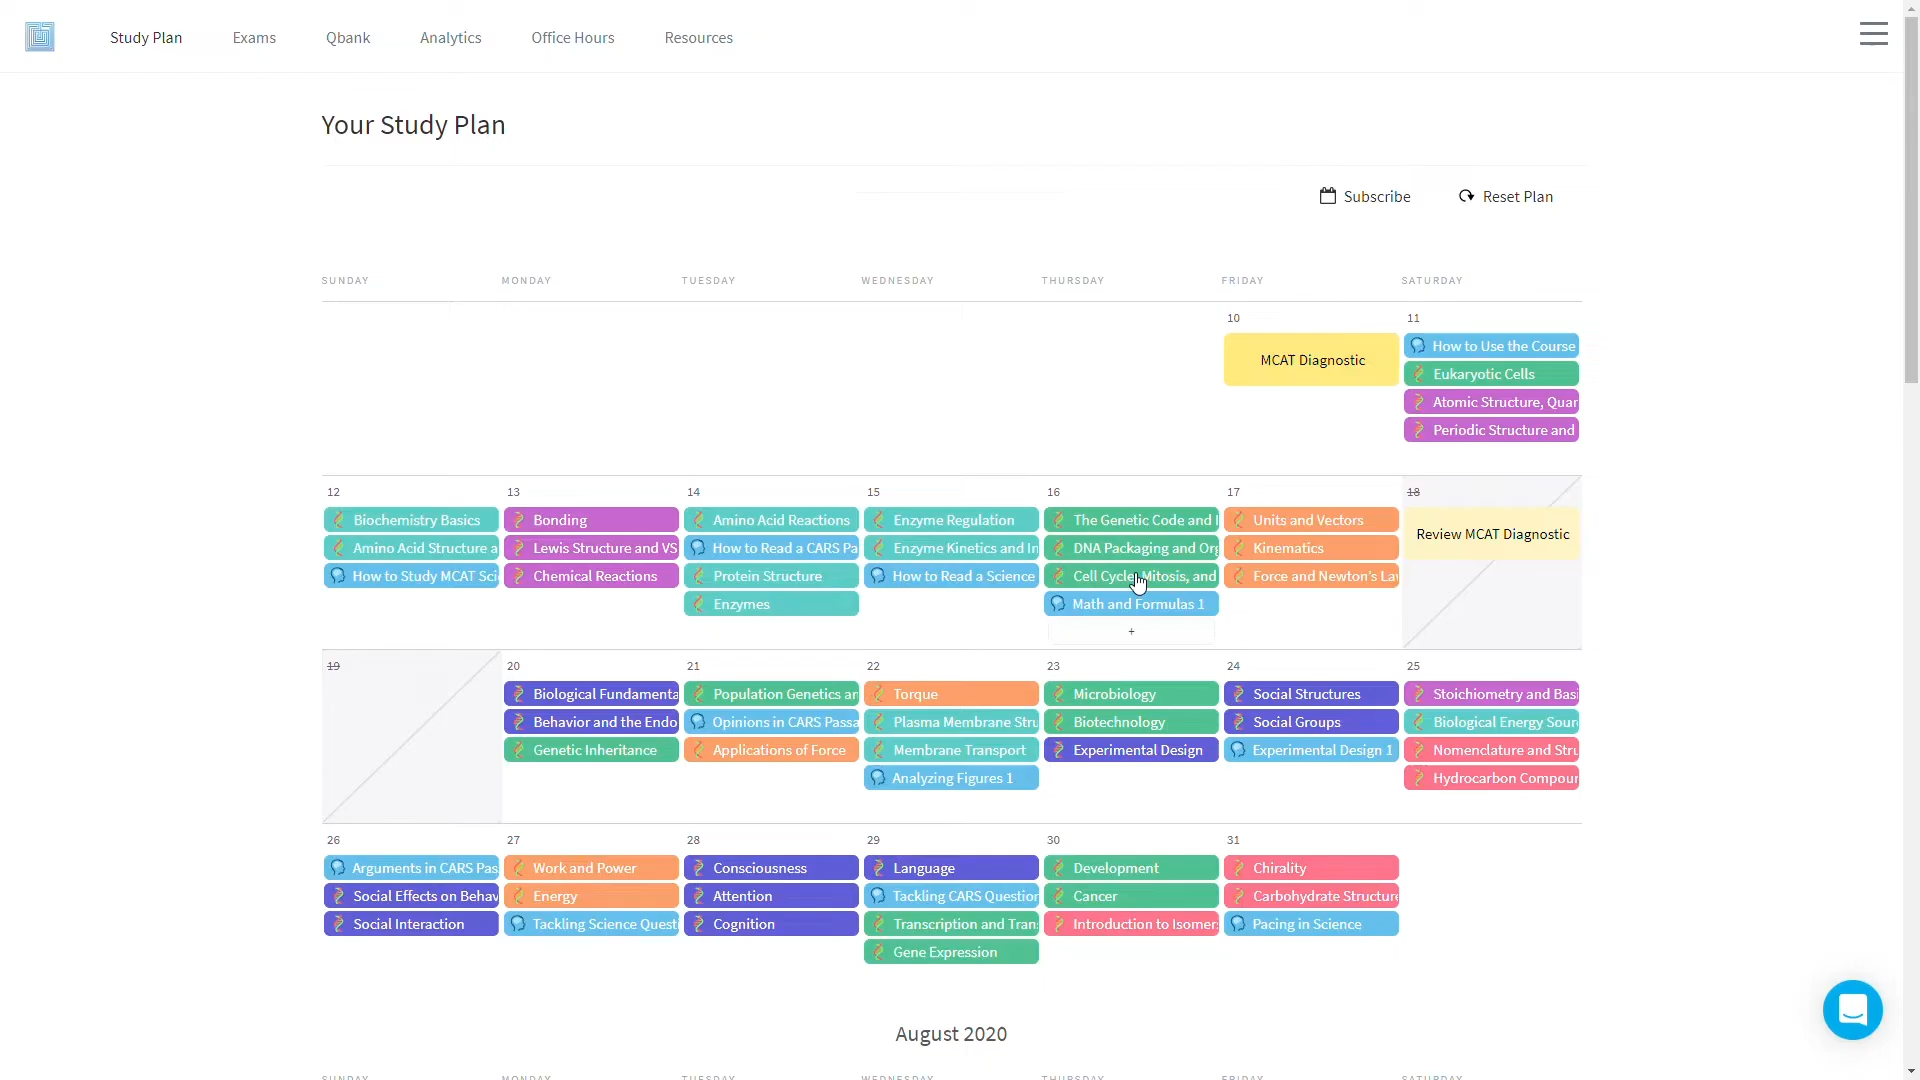 Study Plan
Exams
Qbank
Analytics
Office Hours
Resources
Your Study Plan
Subscribe
Reset Plan
SUNDAY
MONDAY
TUESDAY
WEDNESDAY
THURSDAY
FRIDAY
SATURDAY
10
MCAT Diagnostic
11
How to Use the Course
Eukaryotic Cells
Atomic Structure, Quan
Periodic Structure and
12
Biochemistry Basics
Amino Acid Structure a
How to Study MCAT Sci
13
Bonding
Lewis Structure and VS
Chemical Reactions
14
Amino Acid Reactions
How to Read a CARS Pa
Protein Structure
Enzymes
15
Enzyme Regulation
Enzyme Kinetics and In
How to Read a Science
16
The Genetic Code and
DNA Packaging and Org
Cell Cycle, Mitosis, and
Math and Formulas 1
+
17
Units and Vectors
Kinematics
Force and Newton's La
18
Review MCAT Diagnostic
19
20
Biological Fundamenta
Behavior and the Endo
Genetic Inheritance
21
Population Genetics an
Opinions in CARS Passa
Applications of Force
22
Torque
Plasma Membrane Stru
Membrane Transport
Analyzing Figures 1
23
Microbiology
Biotechnology
Experimental Design
24
Social Structures
Social Groups
Experimental Design 1
25
Stoichiometry and Basi
Biological Energy Sour
Nomenclature and Stru
Hydrocarbon Compour
26
Arguments in CARS Pas
Social Effects on Behav
Social Interaction
27
Work and Power
Energy
Tackling Science Questi
28
Consciousness
Attention
Cognition
29
Language
Tackling CARS Question
Transcription and Tran
Gene Expression
30
Development
Cancer
Introduction to Isomer
31
Chirality
Carbohydrate Structure
Pacing in Science
August 2020
SUNDAY
MONDAY
TUESDAY
WEDNESDAY
THURSDAY
FRIDAY
SATURDAY